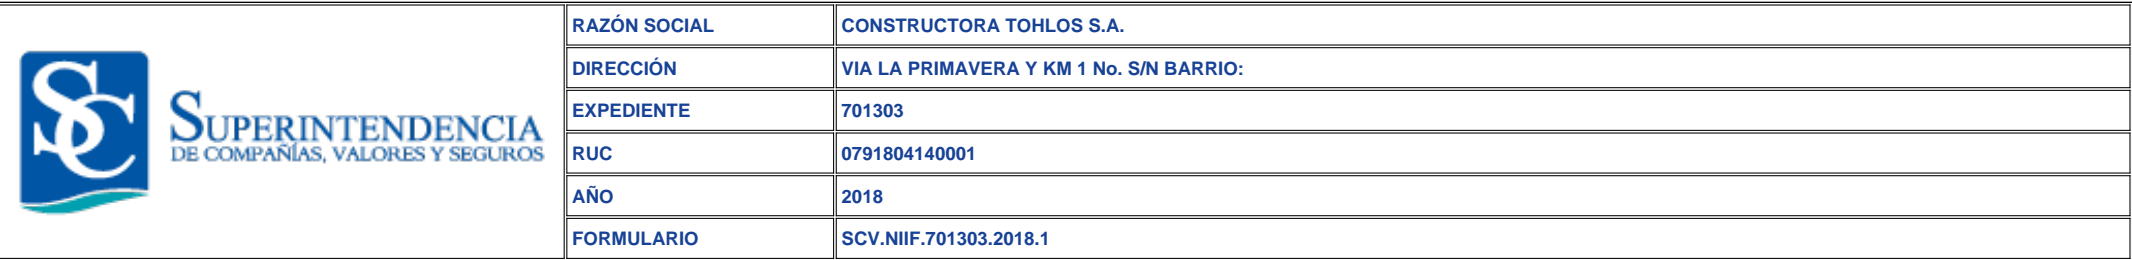 SC
SUPERINTENDENCIA
DE COMPAÑÍAS, VALORES Y SEGUROS
RAZÓN SOCIAL CONSTRUCTORA TOHLOS S.A.
DIRECCIÓN VIA LA PRIMAVERA Y KM 1 No. S/N BARRIO:
EXPEDIENTE 701303
RUC 0791804140001
AÑO 2018
FORMULARIO SCV.NIIF.701303.2018.1